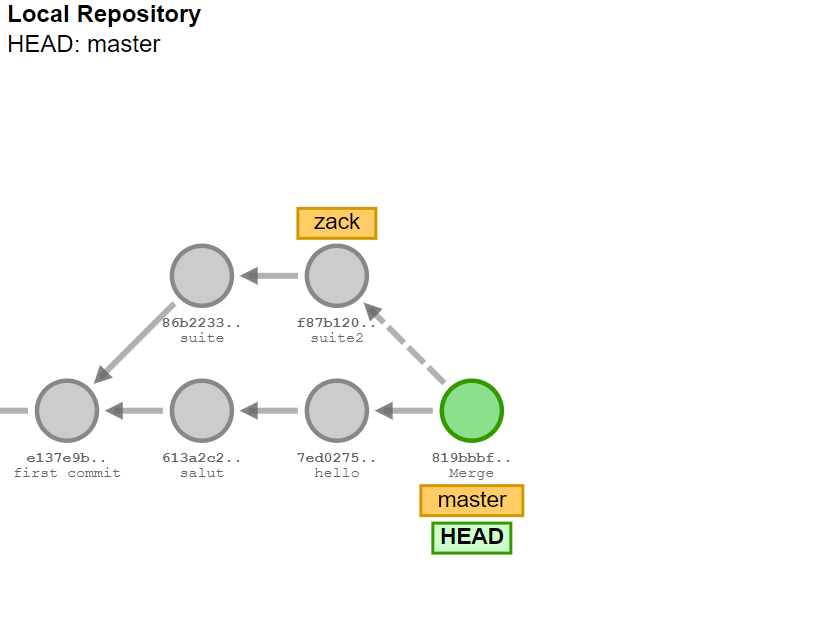 Local Repository
HEAD: master
zack
86b2233..
suite
f87b120..
suite2
e137e9b..
first commit
613a2c2..
salut
7ed0275..
hello
819bbbf..
Merge
master
HEAD